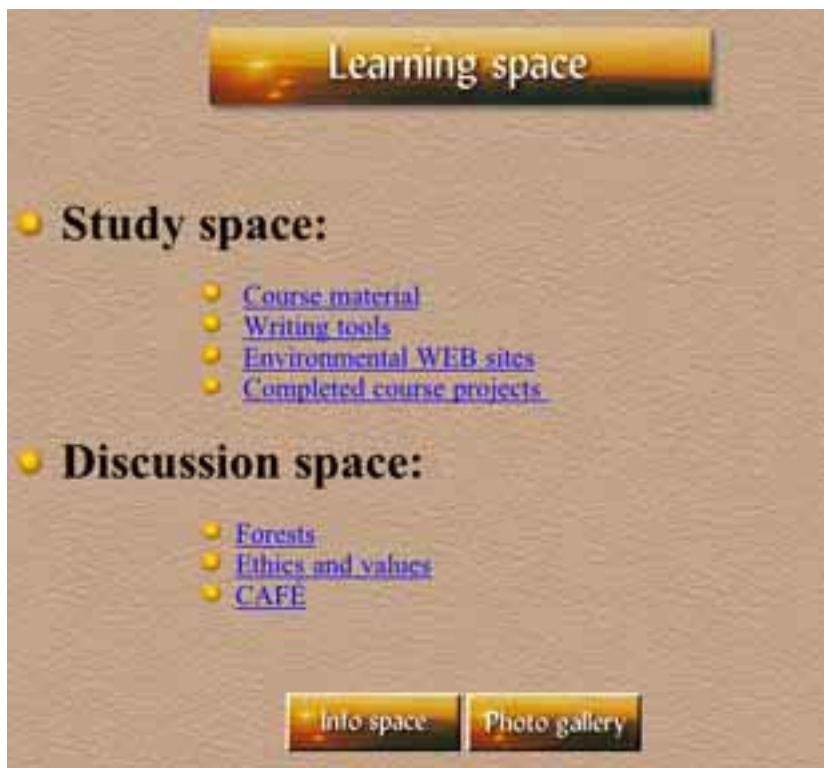 Learning space
Study space:
Course material
Writing tools
Environmental WEB sites
Completed course projects
Discussion space:
Forests
Ethics and values
CAFÉ
Info space
Photo gallery